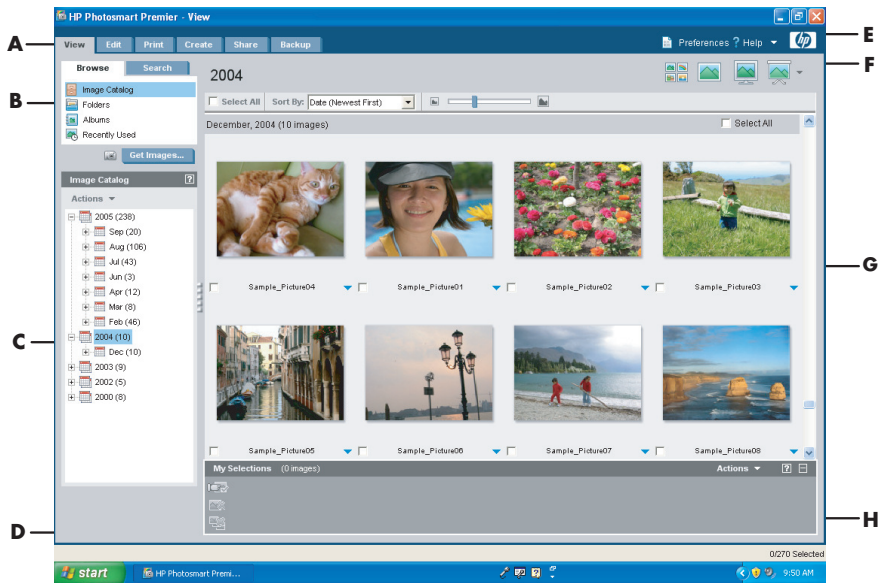 HP Photosmart Premier - View
A
View Edit Print Create Share Backup
Preferences ? Help
hp
E
F
Browse Search
2004
B
Image Catalog
Folders
Albums
Recently Used
Select All Sort By: Date (Newest First)
December, 2004 (10 images)
Select All
Get Images...
Image Catalog ?
Actions
2005 (238)
Sep (20)
Aug (106)
Jul (43)
Jun (3)
Apr (12)
Mar (8)
Feb (46)
C
2004 (10)
Dec (10)
2003 (9)
2002 (5)
2000 (8)
G
Sample_Picture04 Sample_Picture01 Sample_Picture02 Sample_Picture03
Sample_Picture05 Sample_Picture06 Sample_Picture07 Sample_Picture08
My Selections (0 images) Actions ?
D
H
0/270 Selected
start HP Photosmart Premi... ? 9:50 AM